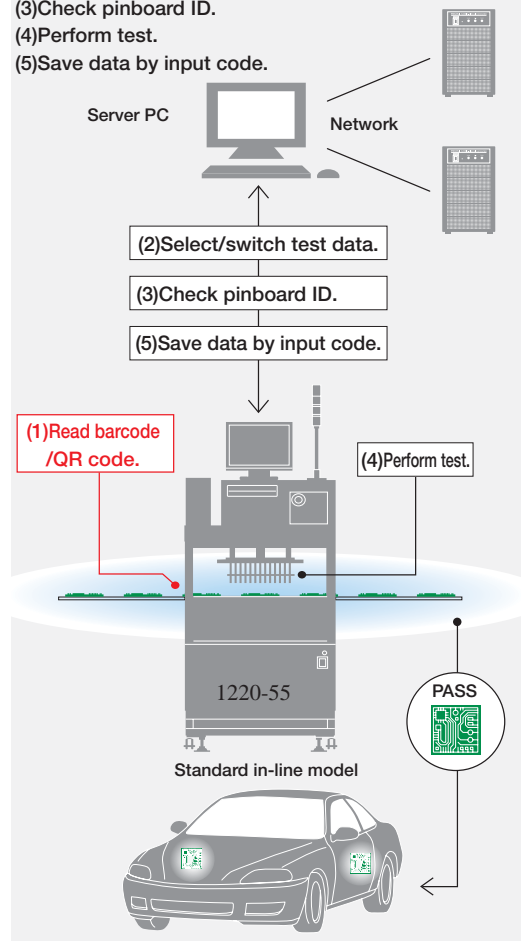 (3)Check pinboard ID.
(4)Perform test.
(5)Save data by input code.
Server PC
Network
(2)Select/switch test data.
(3)Check pinboard ID.
(5)Save data by input code.
(1)Read barcode
/QR code.
(4)Perform test.
1220-55
PASS
Standard in-line model